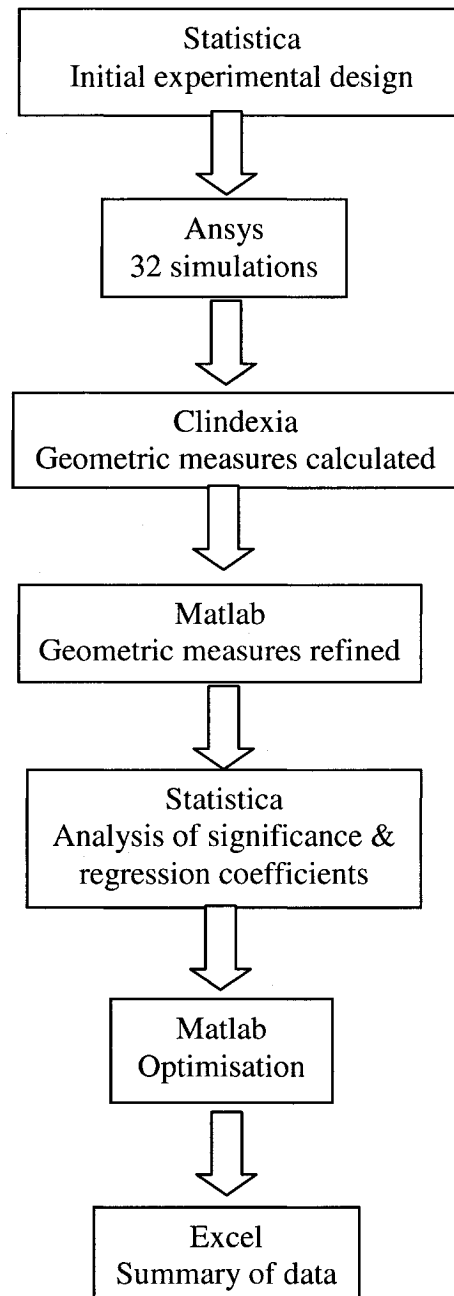 Statistica
Initial experimental design
Ansys
32 simulations
Clindexia
Geometric measures calculated
Matlab
Geometric measures refined
Statistica
Analysis of significance &
regression coefficients
Matlab
Optimisation
Excel
Summary of data